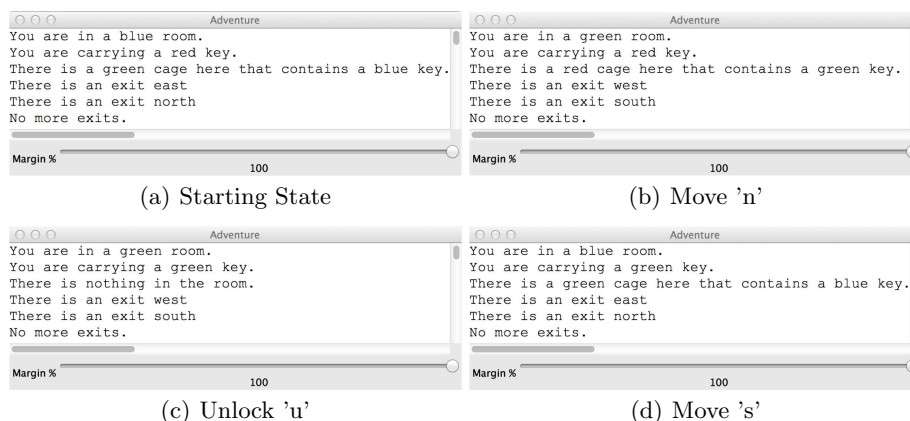 Adventure
You are in a blue room.
You are carrying a red key.
There is a green cage here that contains a blue key.
There is an exit east
There is an exit north
No more exits.
Margin %
100
(a) Starting State
Adventure
You are in a green room.
You are carrying a red key.
There is a red cage here that contains a green key.
There is an exit west
There is an exit south
No more exits.
Margin %
100
(b) Move 'n'
Adventure
You are in a green room.
You are carrying a green key.
There is nothing in the room.
There is an exit west
There is an exit south
No more exits.
Margin %
100
(c) Unlock 'u'
Adventure
You are in a blue room.
You are carrying a green key.
There is a green cage here that contains a blue key.
There is an exit east
There is an exit north
No more exits.
Margin %
100
(d) Move 's'